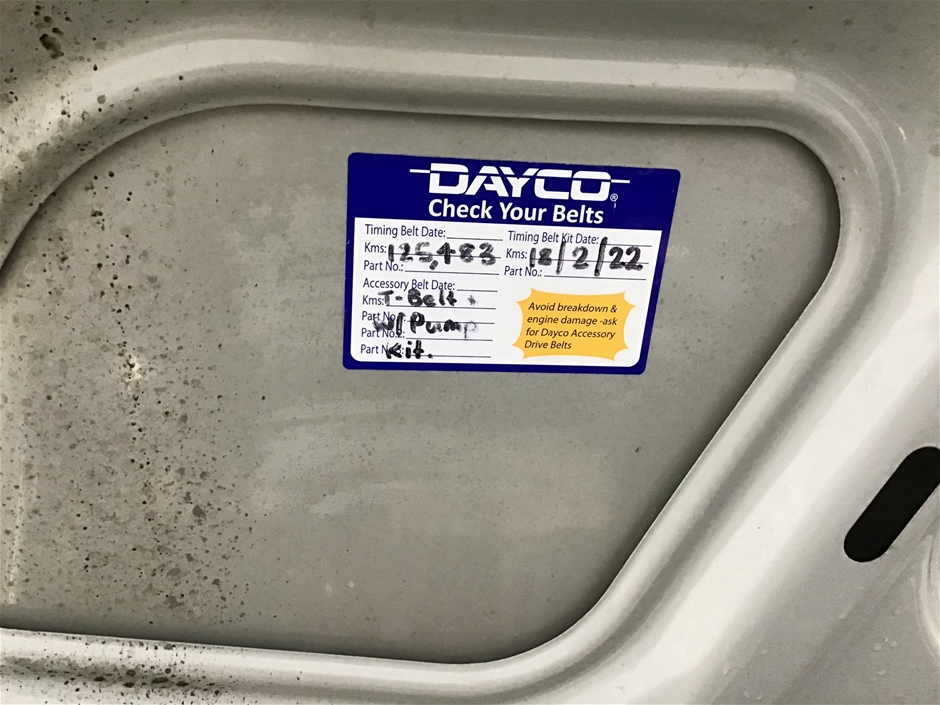 DAYCO®
Check Your Belts
Timing Belt Date:
Kms: 125,483
Part No.:
Timing Belt Kit Date:
Kms: 18/2/22
Part No.:
Accessory Belt Date:
Kms: T-Belt +
Part No
W/Pump
Part No.2:
Part No Kit.
Avoid breakdown &
engine damage -ask
for Dayco Accessory
Drive Belts